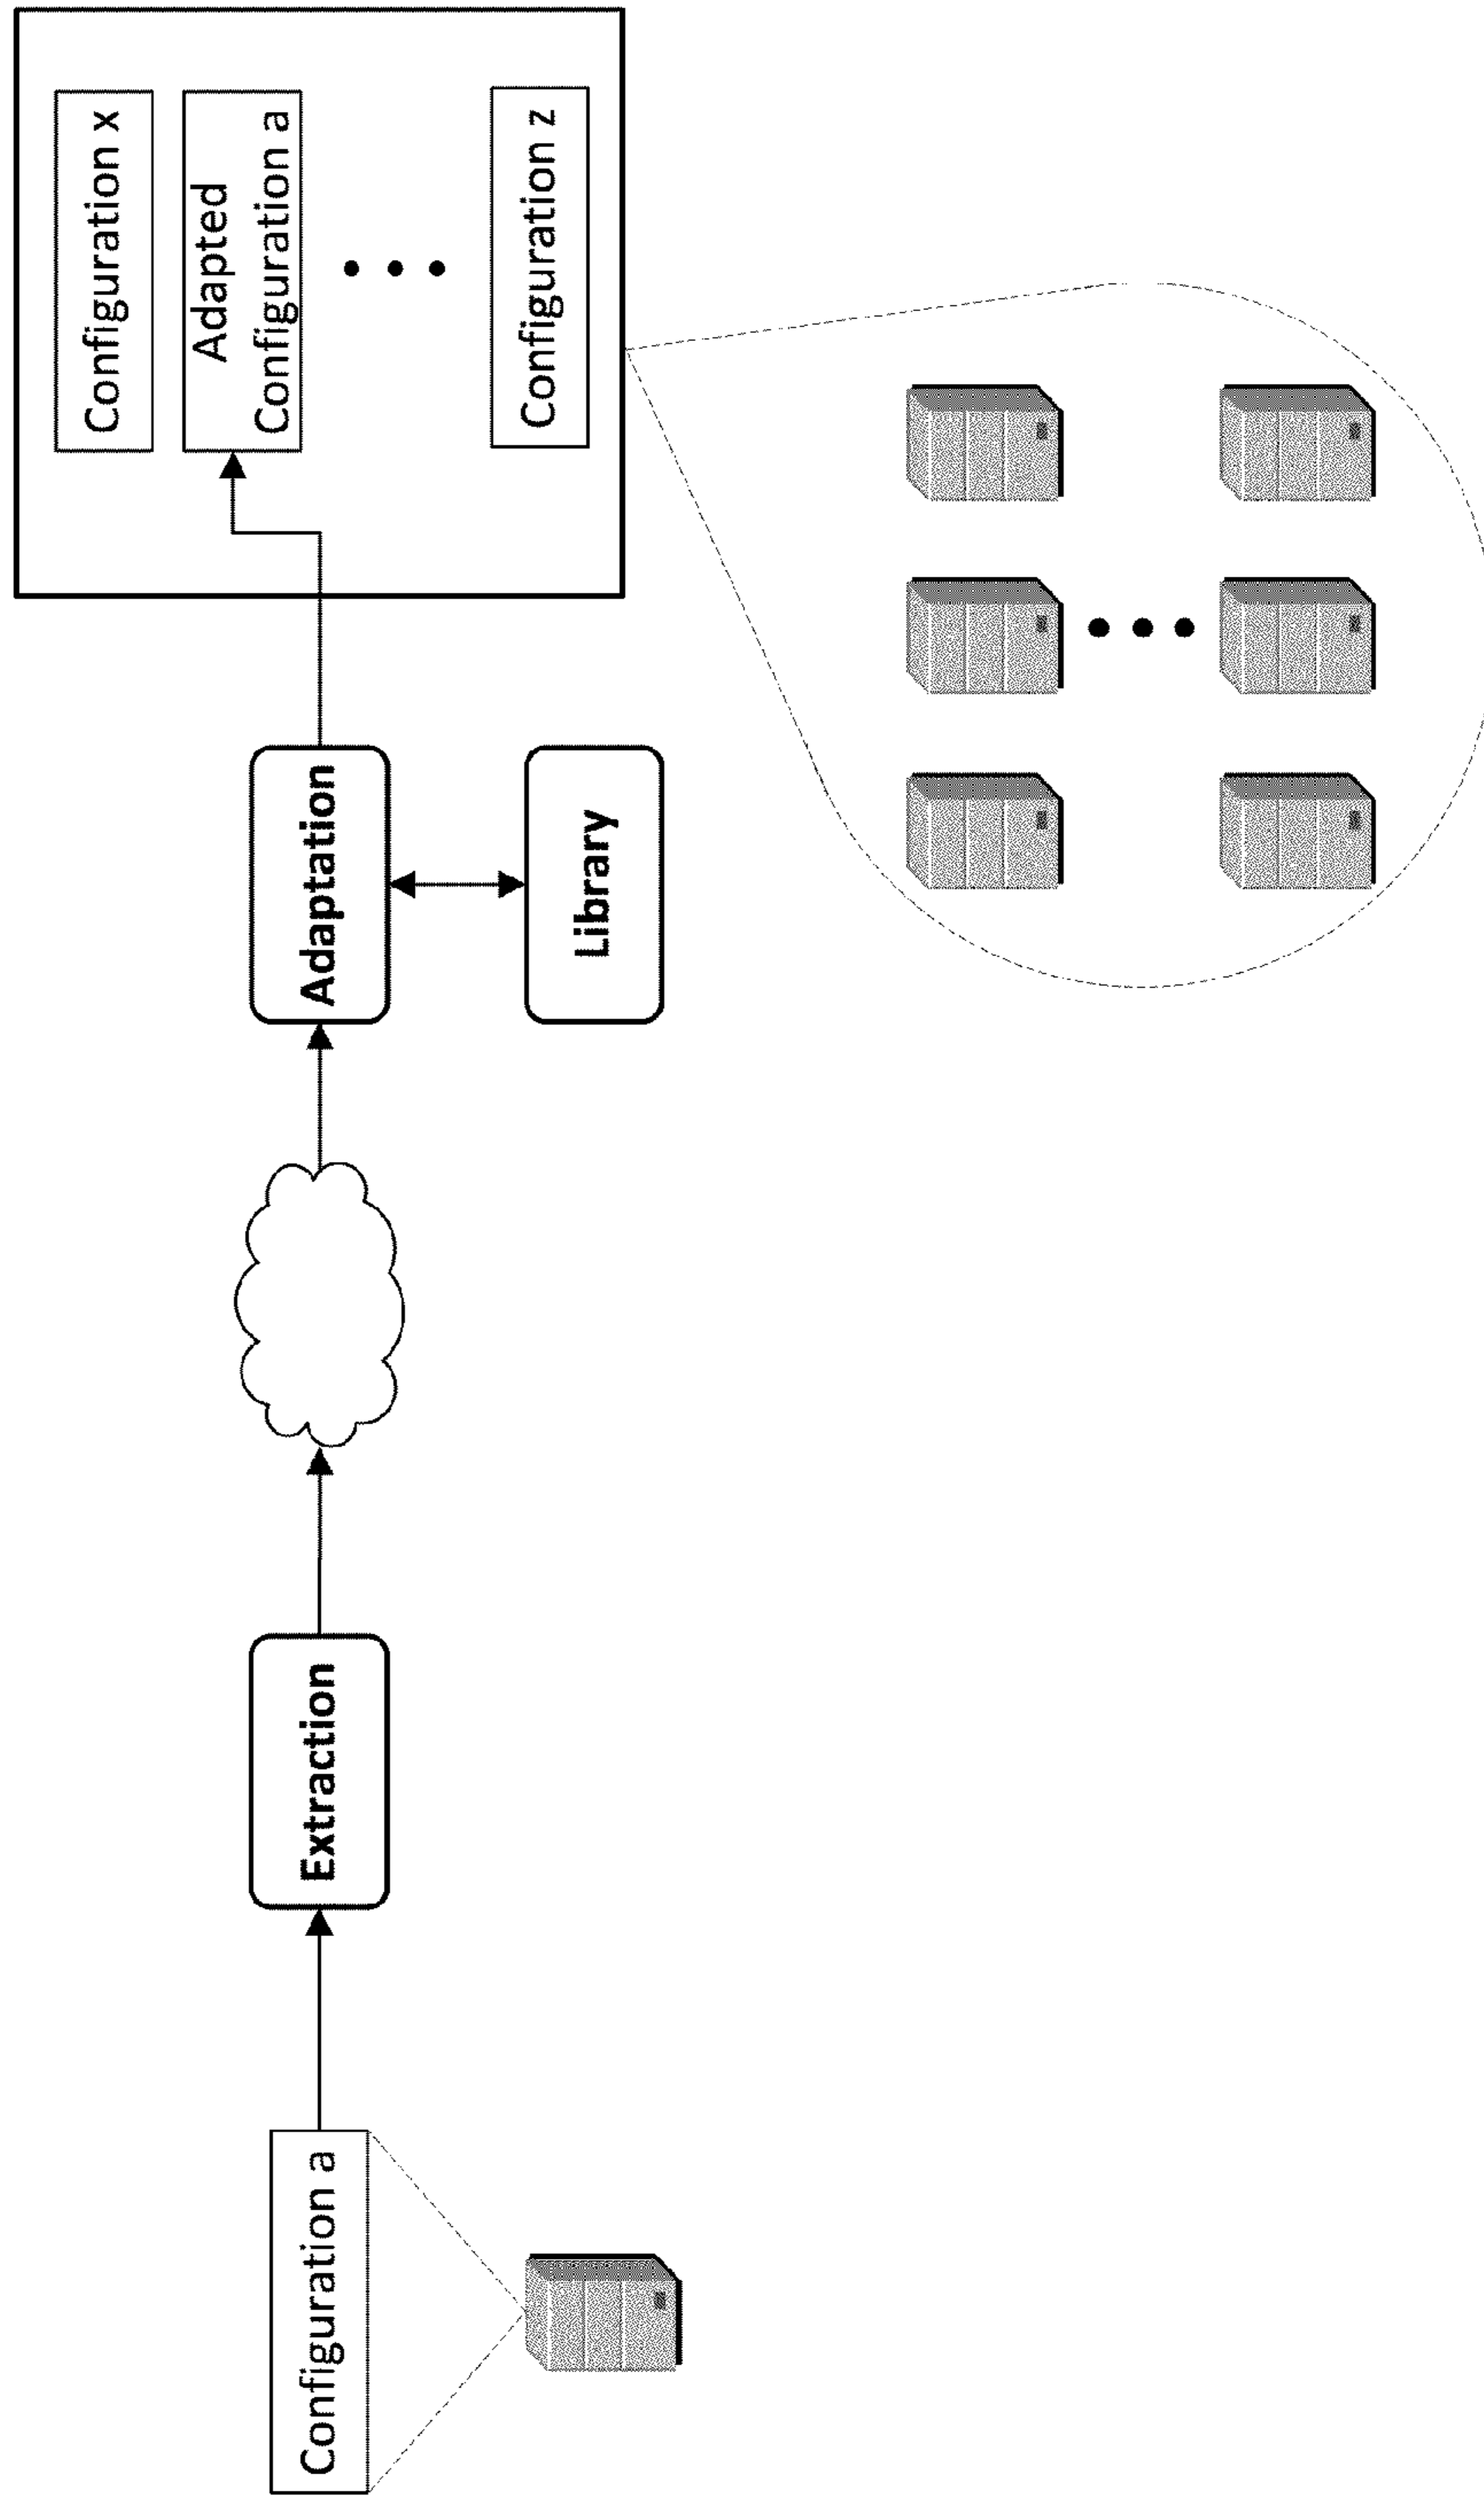 Configuration a
Extraction
Adaptation
Library
Configuration x
Adapted
Configuration a
Configuration z